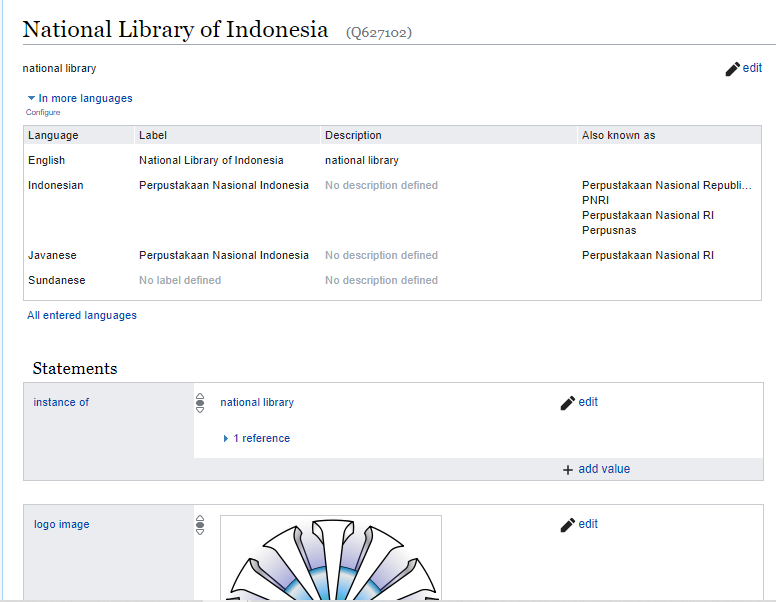 National Library of Indonesia (Q627102)
national library
edit
In more languages
Configure
Language Label Description Also known as
English National Library of Indonesia national library
Indonesian Perpustakaan Nasional Indonesia No description defined Perpustakaan Nasional Republi...
PNRI
Perpustakaan Nasional RI
Perpusnas
Javanese Perpustakaan Nasional Indonesia No description defined Perpustakaan Nasional RI
Sundanese No label defined No description defined
All entered languages
Statements
instance of national library edit
1 reference
+ add value
logo image edit